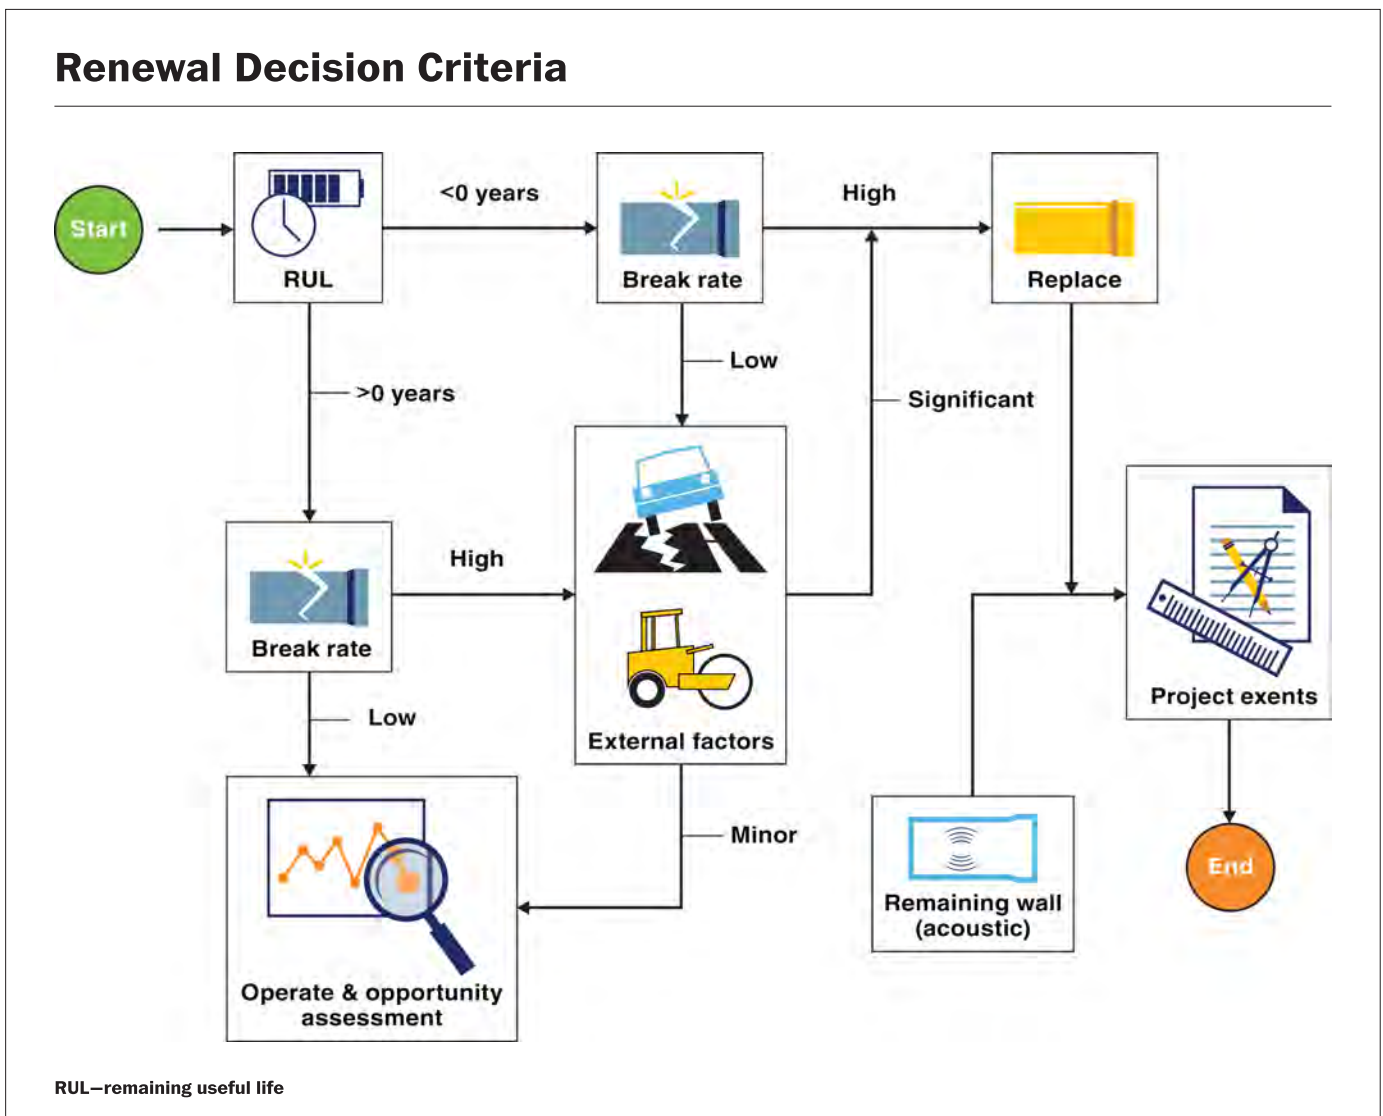 Renewal Decision Criteria
Start
RUL
<0 years
Break rate
High
Replace
Low
>0 years
Significant
High
Break rate
Project exents
Low
External factors
Minor
Remaining wall
(acoustic)
End
Operate & opportunity
assessment
RUL—remaining useful life